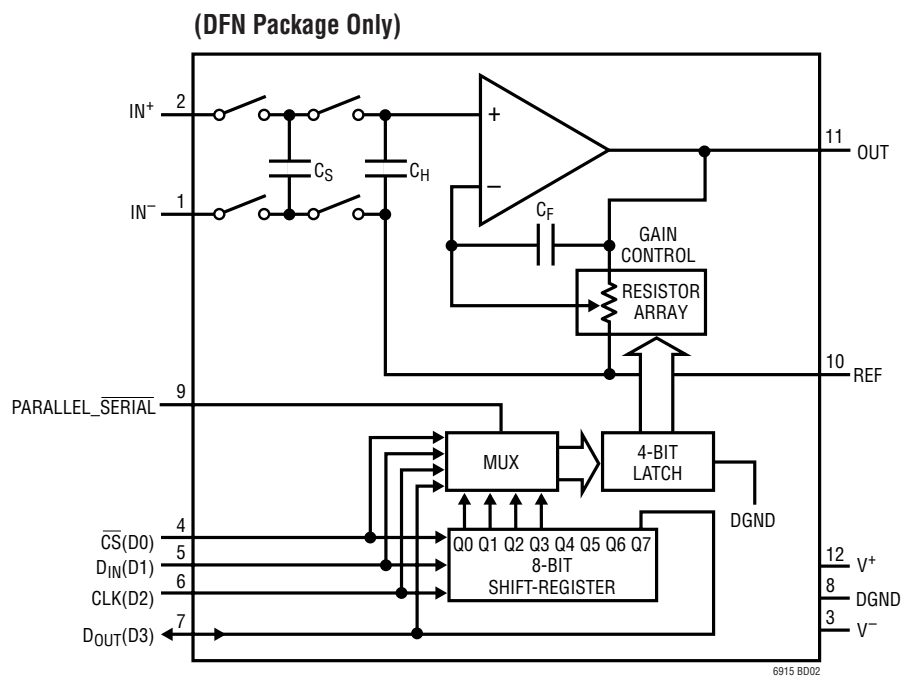 (DFN Package Only)
IN+ 2
11 OUT
+
CS
CH
–
1
IN–
CF
GAIN CONTROL
RESISTOR ARRAY
10 REF
9
PARALLEL_SERIAL
MUX
4-BIT LATCH
DGND
4
CS(D0)
5
DIN(D1)
6
CLK(D2)
7
DOUT(D3)
Q0 Q1 Q2 Q3 Q4 Q5 Q6 Q7
8-BIT
SHIFT-REGISTER
12 V+
8 DGND
3 V–
6915 BD02